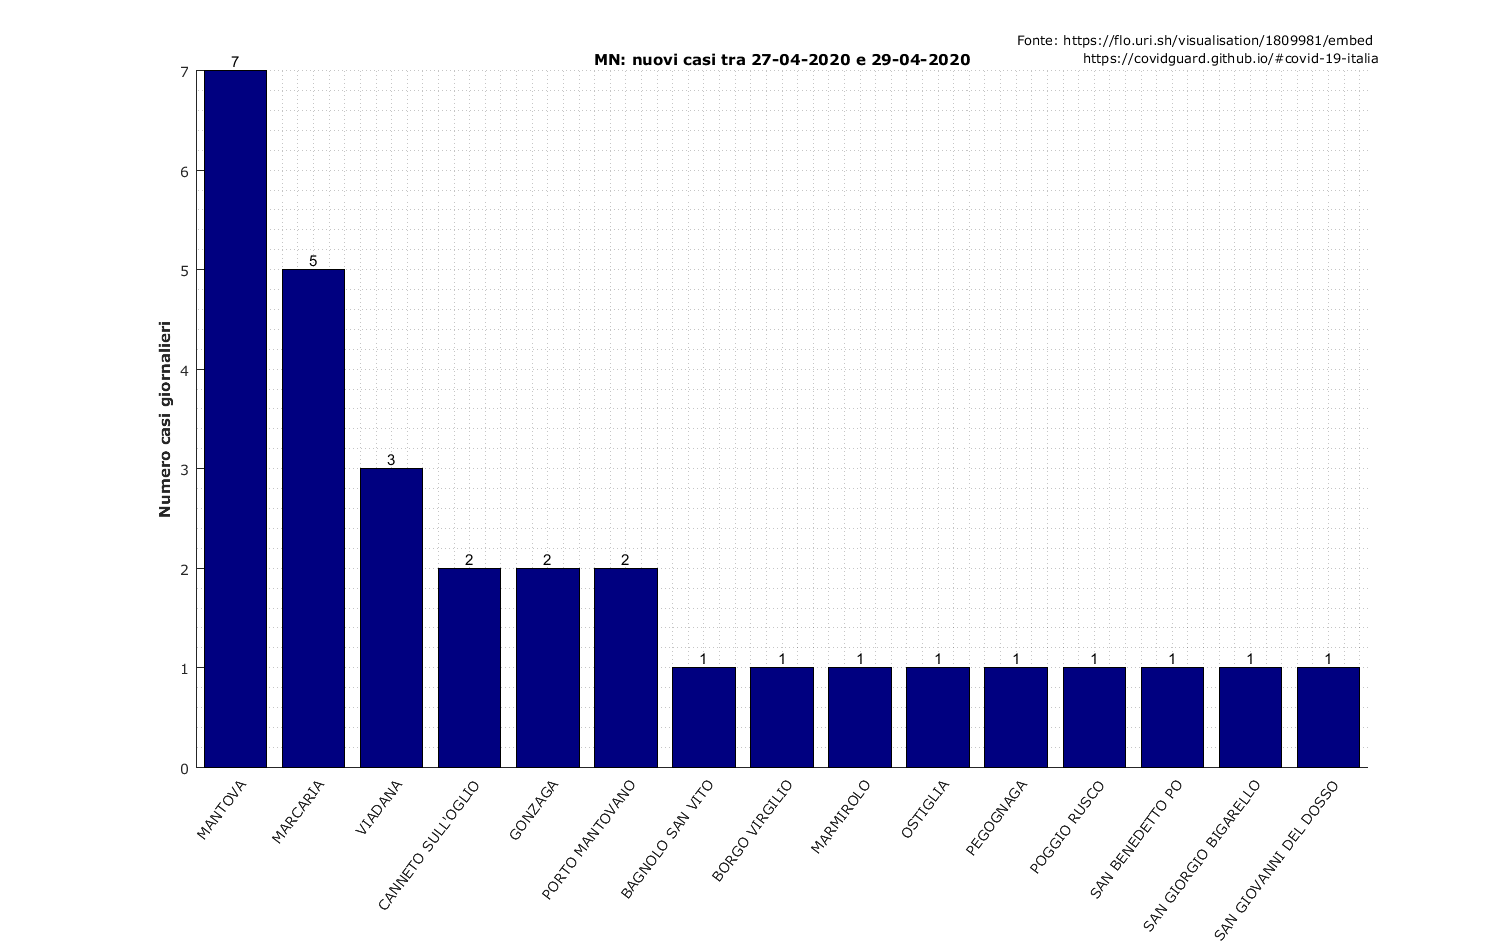 Fonte: https://flo.uri.sh/visualisation/1809981/embed
https://covidguard.github.io/#covid-19-italia
MN: nuovi casi tra 27-04-2020 e 29-04-2020
Numero casi giornalieri
7
6
5
4
3
2
1
0
7
5
3
2
2
2
1
1
1
1
1
1
1
1
1
MANTOVA
MARCARIA
VIADANA
CANNETO SULL'OGLIO
GONZAGA
PORTO MANTOVANO
BAGNOLO SAN VITO
BORGO VIRGILIO
MARMIROLO
OSTIGLIA
PEGOGNAGA
POGGIO RUSCO
SAN BENEDETTO PO
SAN GIORGIO BIGARELLO
SAN GIOVANNI DEL DOSSO